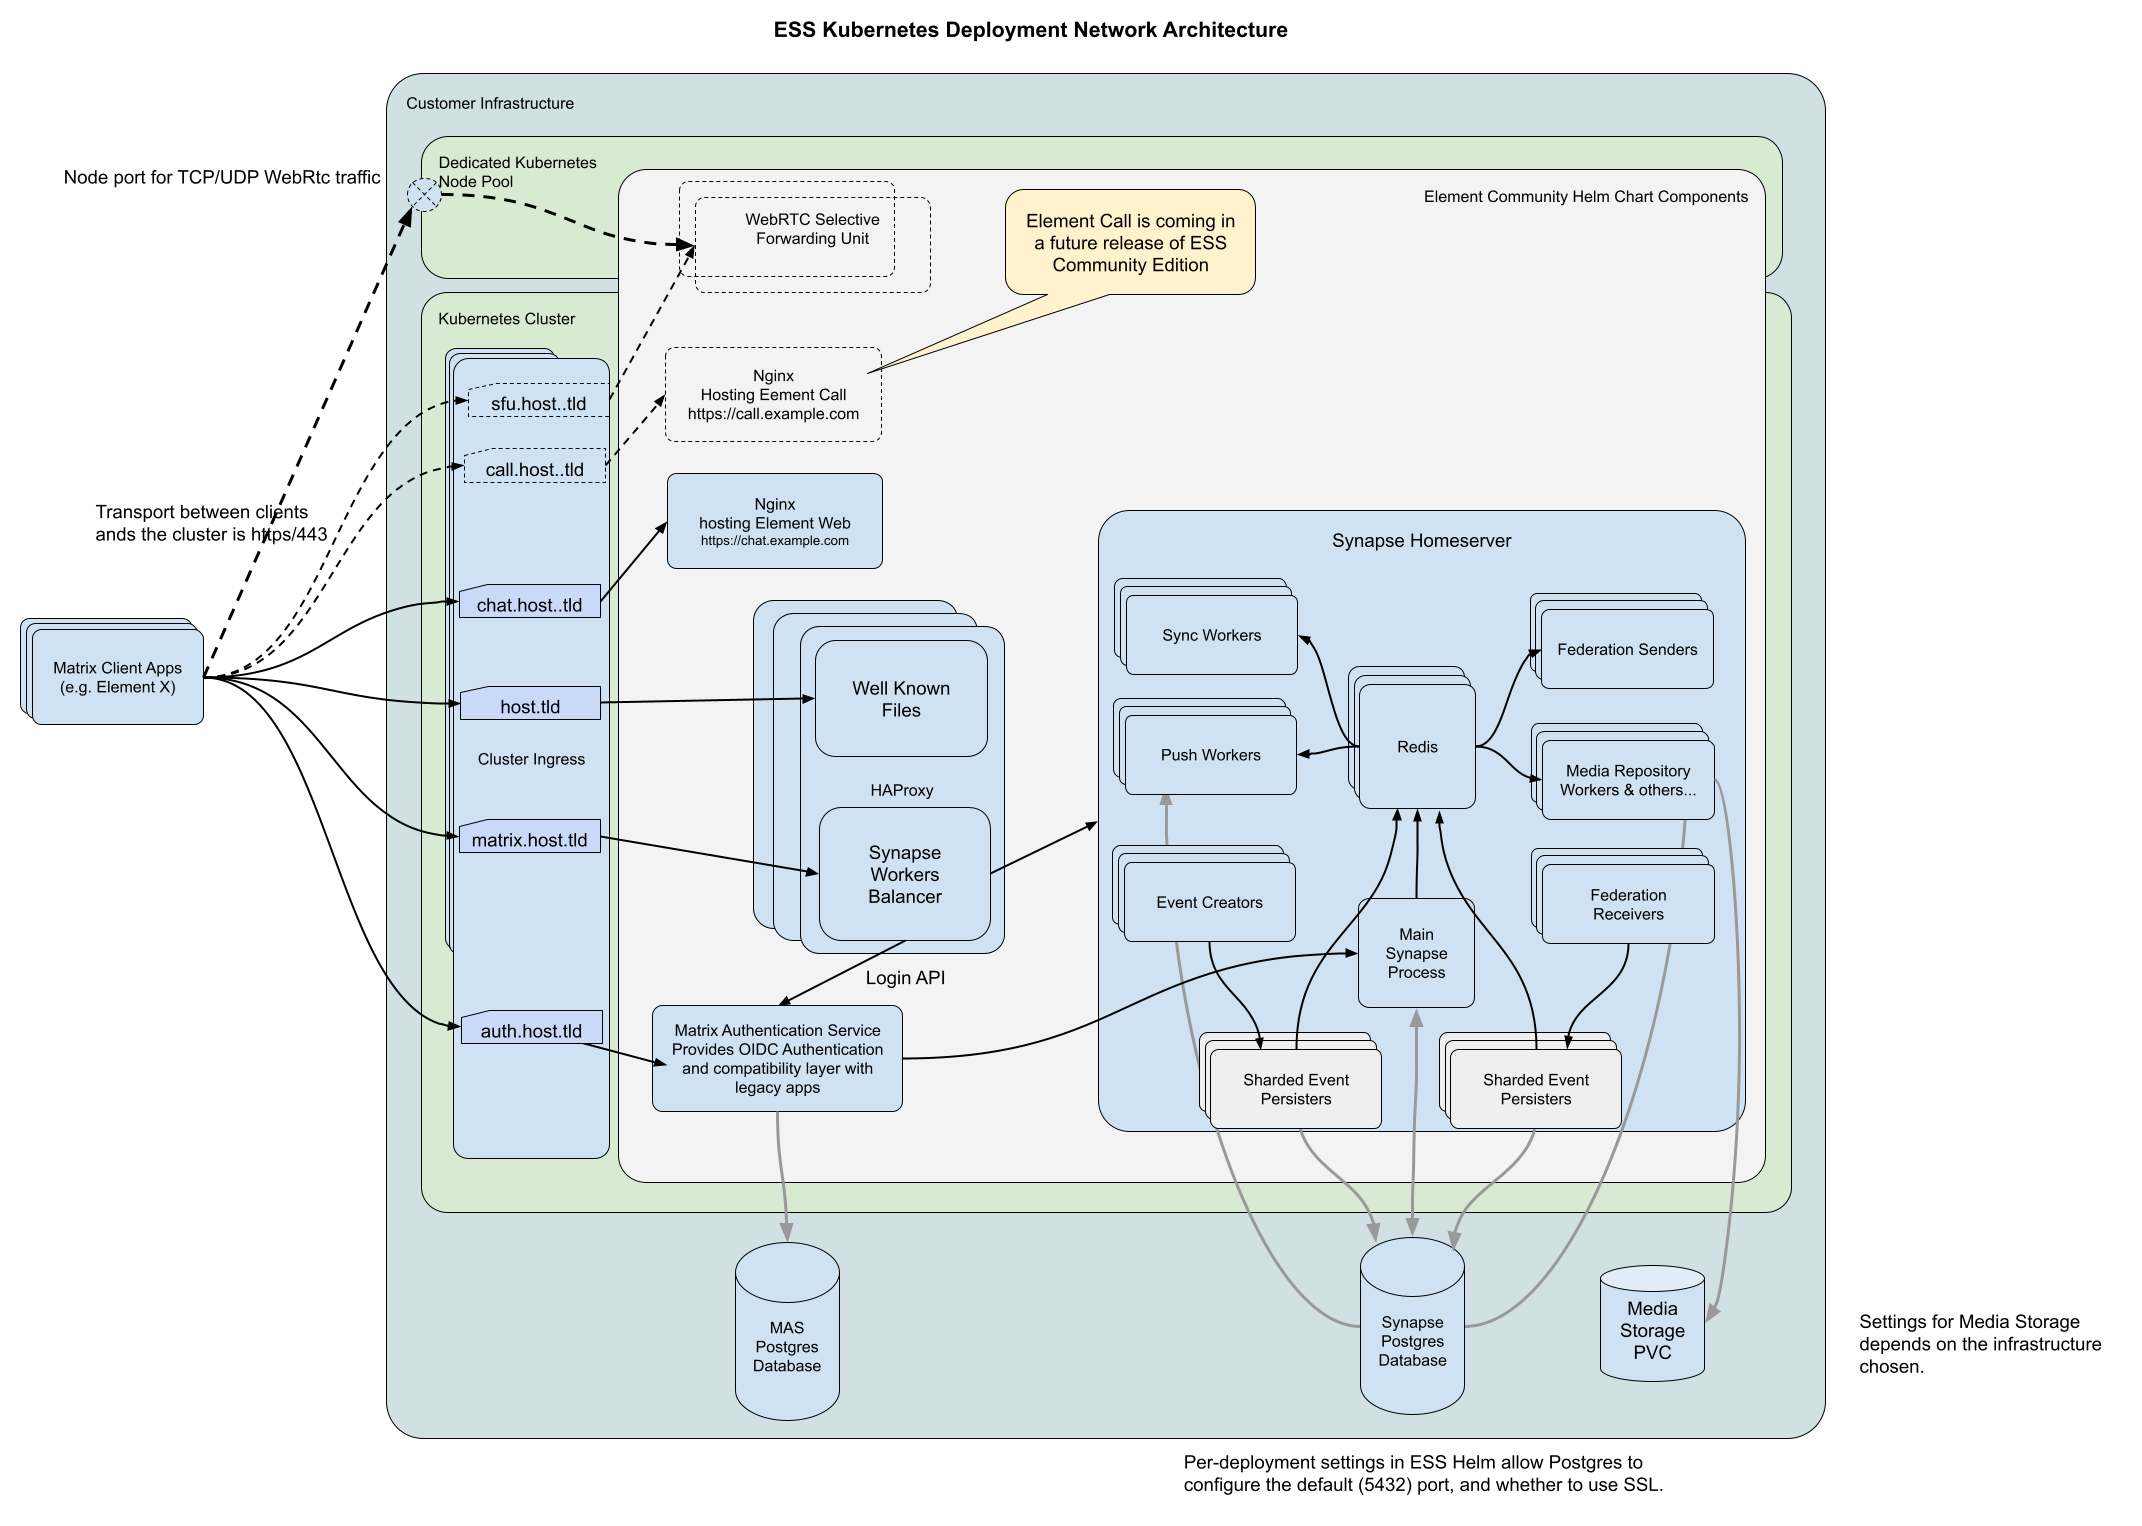 ESS Kubernetes Deployment Network Architecture
Customer Infrastructure
Node port for TCP/UDP WebRtc traffic
Dedicated Kubernetes
Node Pool
WebRTC Selective
Forwarding Unit
Element Call is coming in
a future release of ESS
Community Edition
Element Community Helm Chart Components
Kubernetes Cluster
sfu.host..tld
call.host..tld
Nginx
Hosting Eement Call
https://call.example.com
Transport between clients
ands the cluster is https/443
Nginx
hosting Element Web
https://chat.example.com
chat.host..tld
Matrix Client Apps
(e.g. Element X)
host.tld
Cluster Ingress
matrix.host.tld
auth.host.tld
Well Known
Files
HAProxy
Synapse
Workers
Balancer
Login API
Matrix Authentication Service
Provides OIDC Authentication
and compatibility layer with
legacy apps
Synapse Homeserver
Sync Workers
Federation Senders
Push Workers
Redis
Media Repository
Workers & others...
Event Creators
Main
Synapse
Process
Federation
Receivers
Sharded Event
Persisters
Sharded Event
Persisters
MAS
Postgres
Database
Synapse
Postgres
Database
Media
Storage
PVC
Settings for Media Storage
depends on the infrastructure
chosen.
Per-deployment settings in ESS Helm allow Postgres to
configure the default (5432) port, and whether to use SSL.